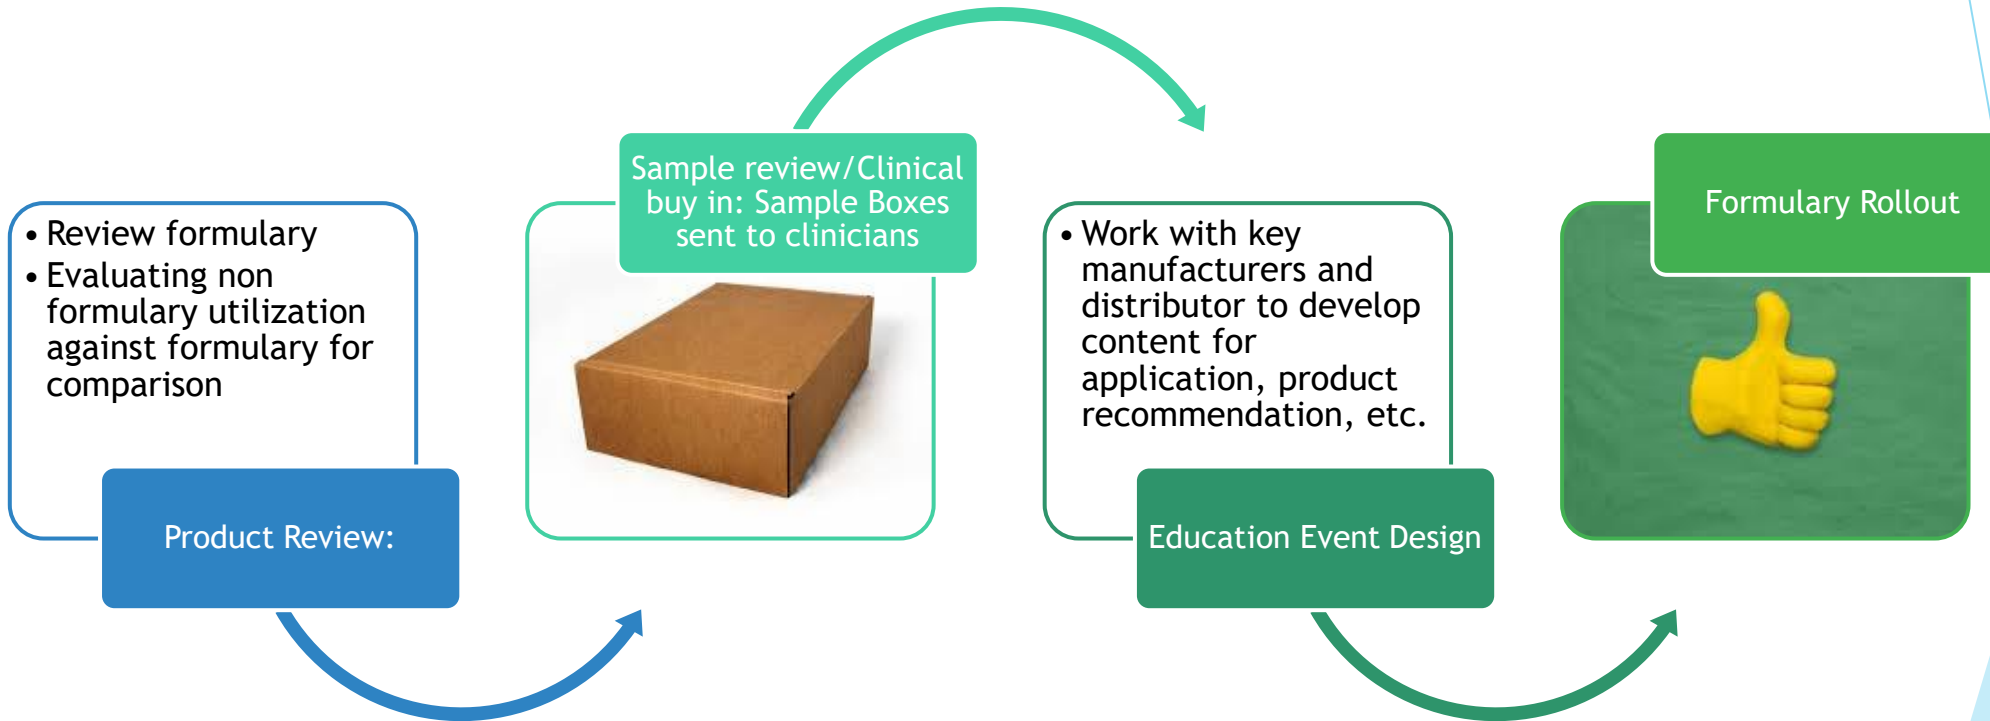 • Review formulary
• Evaluating non
formulary utilization
against formulary for
comparison
Product Review:
Sample review/Clinical
buy in: Sample Boxes
sent to clinicians
• Work with key
manufacturers and
distributor to develop
content for
application, product
recommendation, etc.
Education Event Design
Formulary Rollout